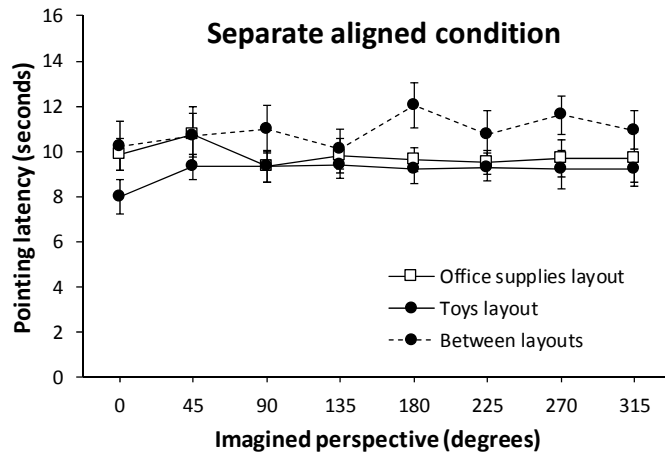 Separate aligned condition
16
14
12
10
8
6
4
2
0
Pointing latency (seconds)
Office supplies layout
Toys layout
Between layouts
0 45 90 135 180 225 270 315
Imagined perspective (degrees)